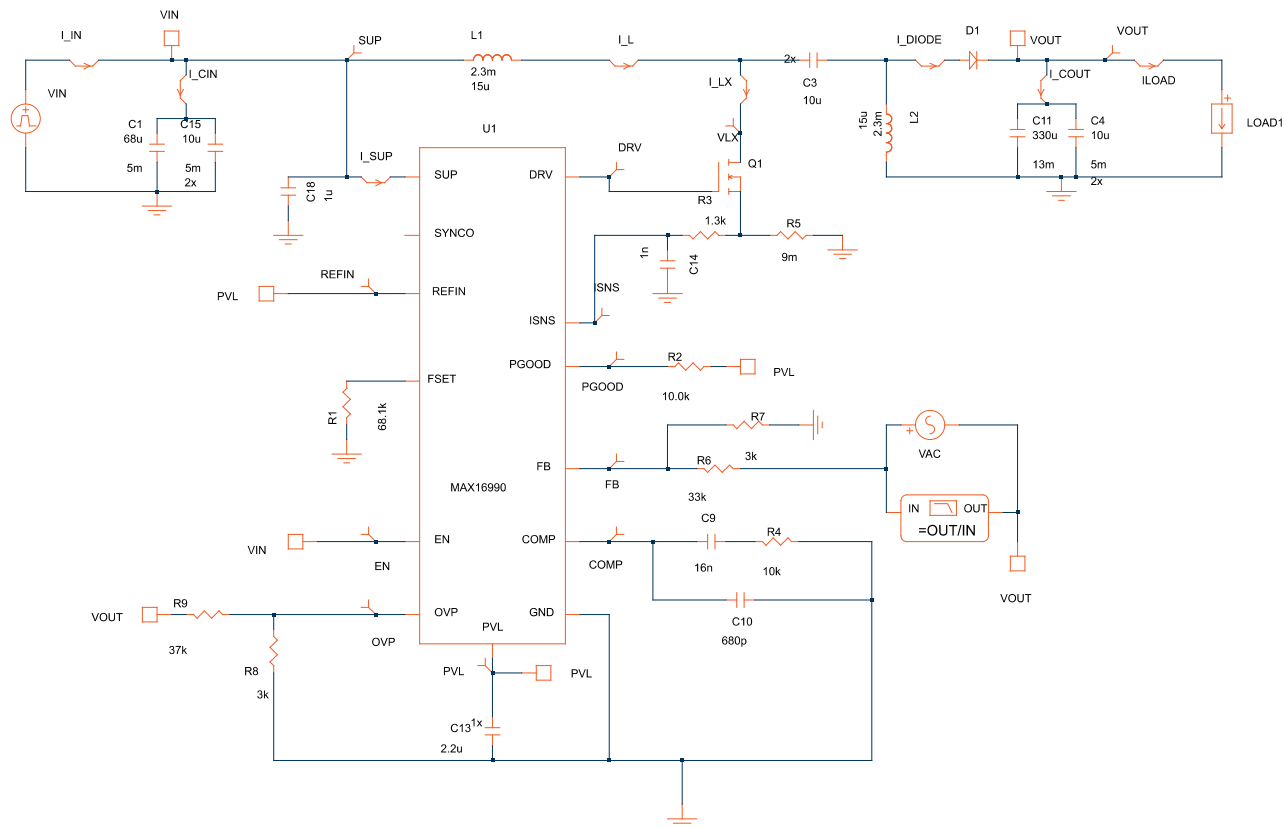 VIN
I_IN
VIN
I_CIN
C1
68u
5m
C15
10u
5m
2x
SUP
L1
2.3m
15u
I_L
I_LX
VLX
2x
C3
10u
I_DIODE
D1
VOUT
VOUT
ILOAD
I_COUT
15u
2.3m
L2
C11
330u
13m
C4
10u
5m
2x
+
LOAD1
U1
I_SUP
C18
1u
SUP
DRV
DRV
Q1
R3
1.3k
R5
9m
1n
C14
ISNS
SYNCO
REFIN
PVL
REFIN
ISNS
PGOOD
PGOOD
R2
10.0k
PVL
FSET
R1
68.1k
R7
3k
FB
FB
R6
33k
+
VAC
IN
OUT
=OUT/IN
VOUT
MAX16990
VIN
EN
EN
COMP
COMP
C9
16n
R4
10k
C10
680p
VOUT
R9
37k
OVP
OVP
GND
R8
3k
PVL
PVL
PVL
C13
1x
2.2u